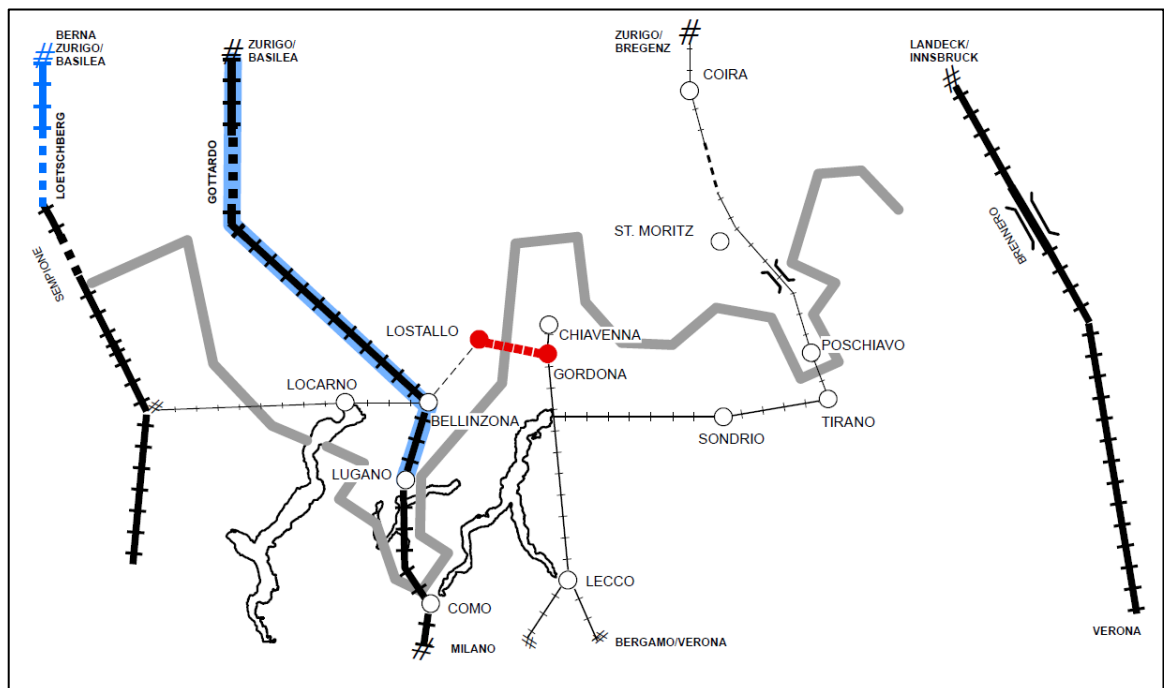 BERNA
ZURIGO/
BASILEA
ZURIGO/
BASILEA
ZURIGO/
BREGENZ
LANDECK/
INNSBRUCK
COIRA
LOETSCHBERG
GOTTARDO
SEMPIONE
ST. MORITZ
BRENNERO
LOSTALLO
CHIAVENNA
GORDONA
POSCHIAVO
LOCARNO
BELLINZONA
SONDRIO
TIRANO
LUGANO
LECCO
COMO
MILANO
BERGAMO/VERONA
VERONA